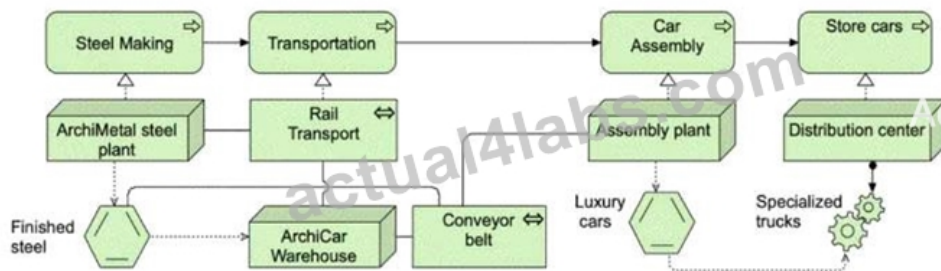 Steel Making
Transportation
Car
Assembly
Store cars
ArchiMetal steel
plant
Rail
Transport
Assembly plant
Distribution center
Finished
steel
ArchiCar
Warehouse
Conveyor
belt
Luxury
cars
Specialized
trucks
actual4labs.com